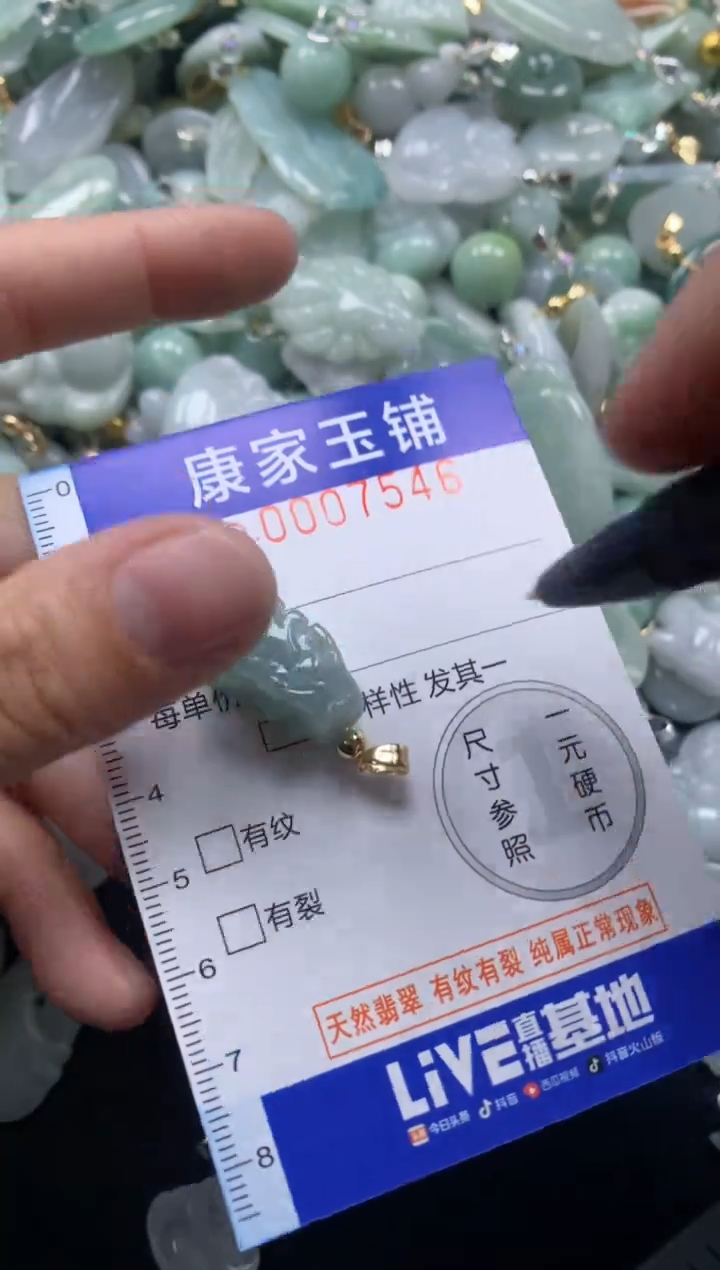 0
康家玉铺
.0007546
每单价
样性 发其一
尺寸参照
一元硬币
1
4
有纹
5
有裂
6
天然翡翠 有纹有裂 纯属正常现象
7
LiVE直播基地
今日头条 抖音 西瓜视频 抖音火山版
8